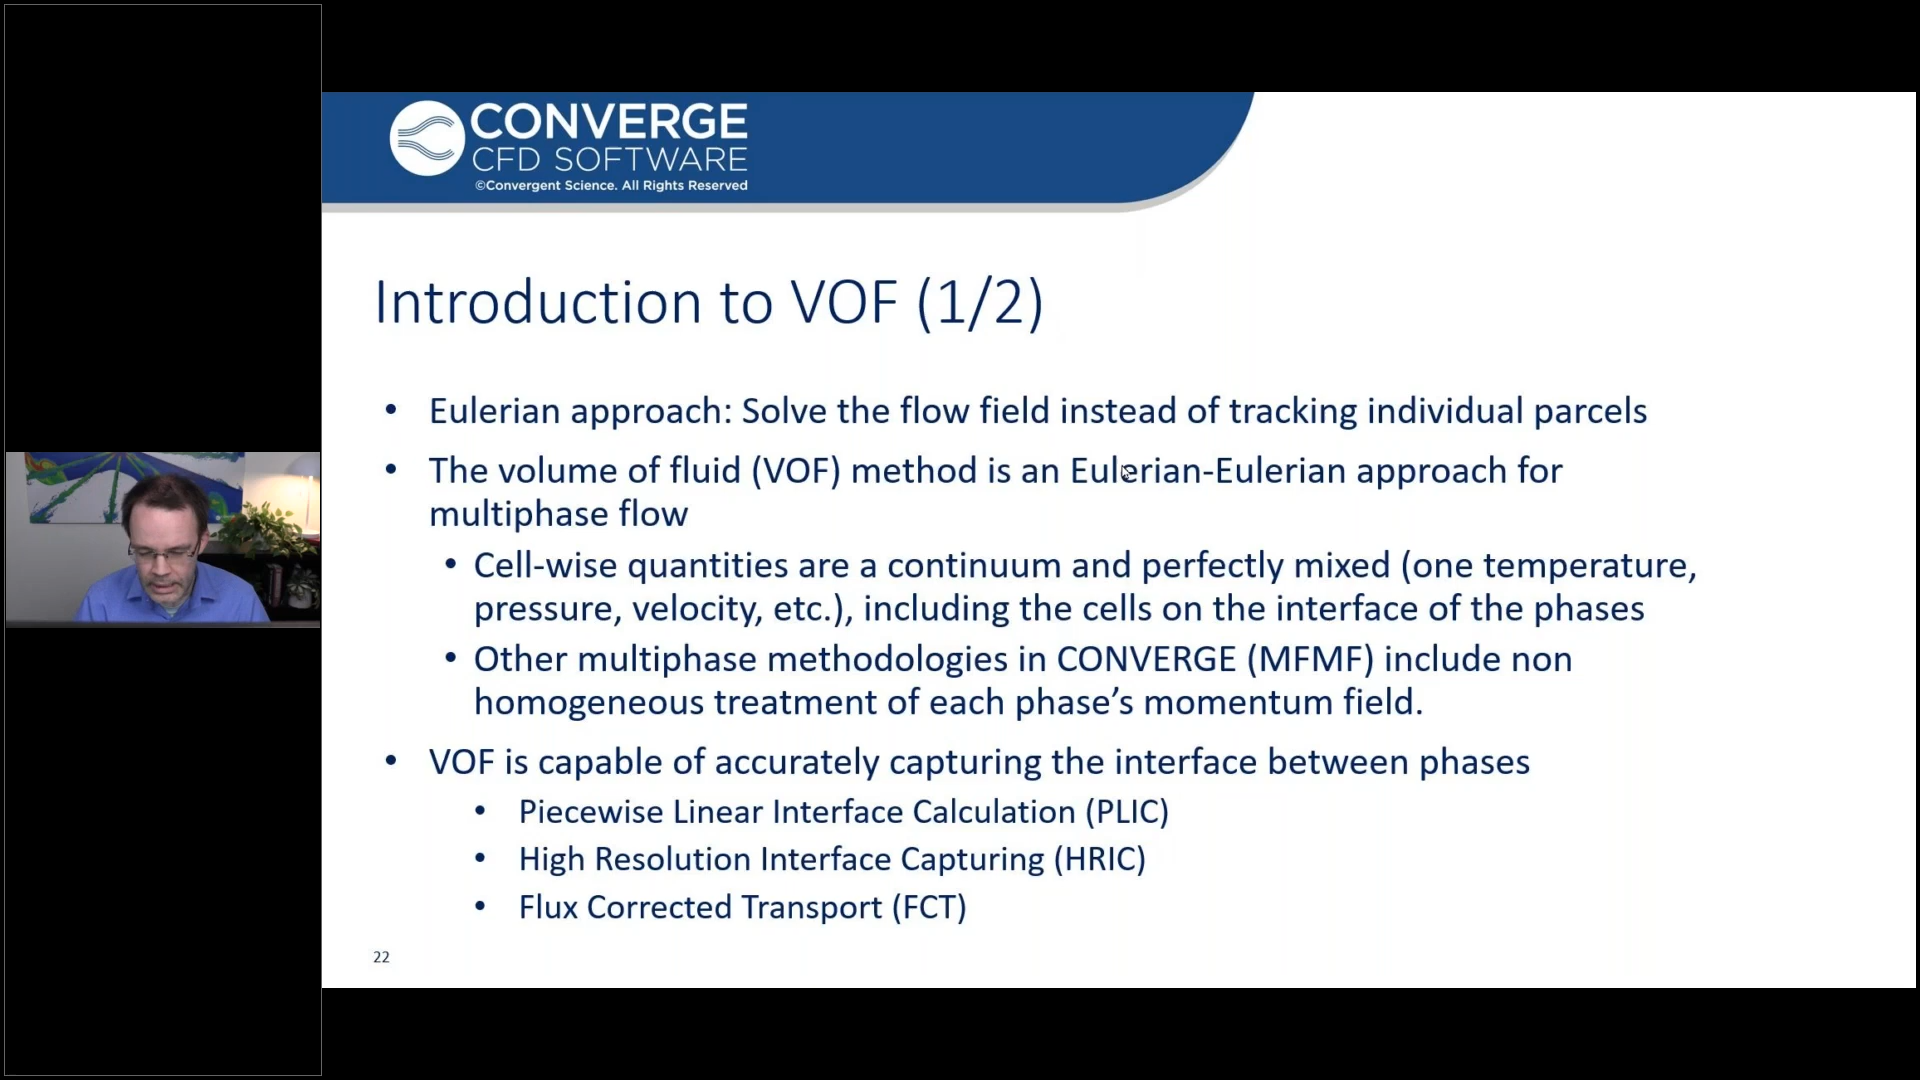 CONVERGE
CFD SOFTWARE
©Convergent Science. All Rights Reserved
Introduction to VOF (1/2)
• Eulerian approach: Solve the flow field instead of tracking individual parcels
• The volume of fluid (VOF) method is an Eulerian-Eulerian approach for
multiphase flow
• Cell-wise quantities are a continuum and perfectly mixed (one temperature,
pressure, velocity, etc.), including the cells on the interface of the phases
• Other multiphase methodologies in CONVERGE (MFMF) include non
homogeneous treatment of each phase’s momentum field.
• VOF is capable of accurately capturing the interface between phases
• Piecewise Linear Interface Calculation (PLIC)
• High Resolution Interface Capturing (HRIC)
• Flux Corrected Transport (FCT)
22